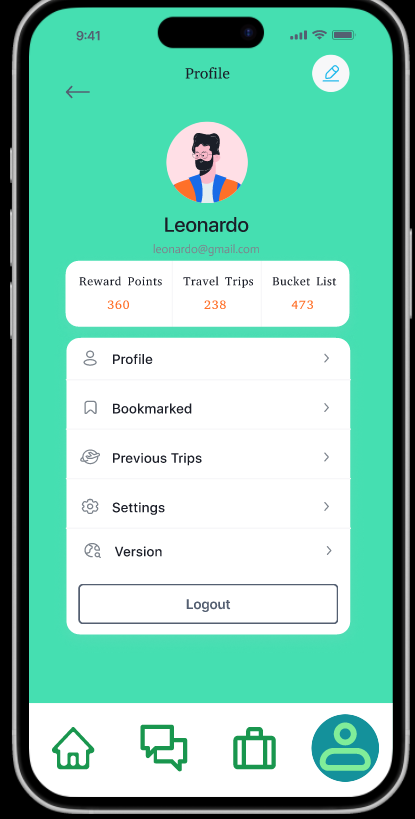 9:41
Profile
Leonardo
leonardo@gmail.com
Reward Points Travel Trips Bucket List
360 238 473
Profile
Bookmarked
Previous Trips
Settings
Version
Logout